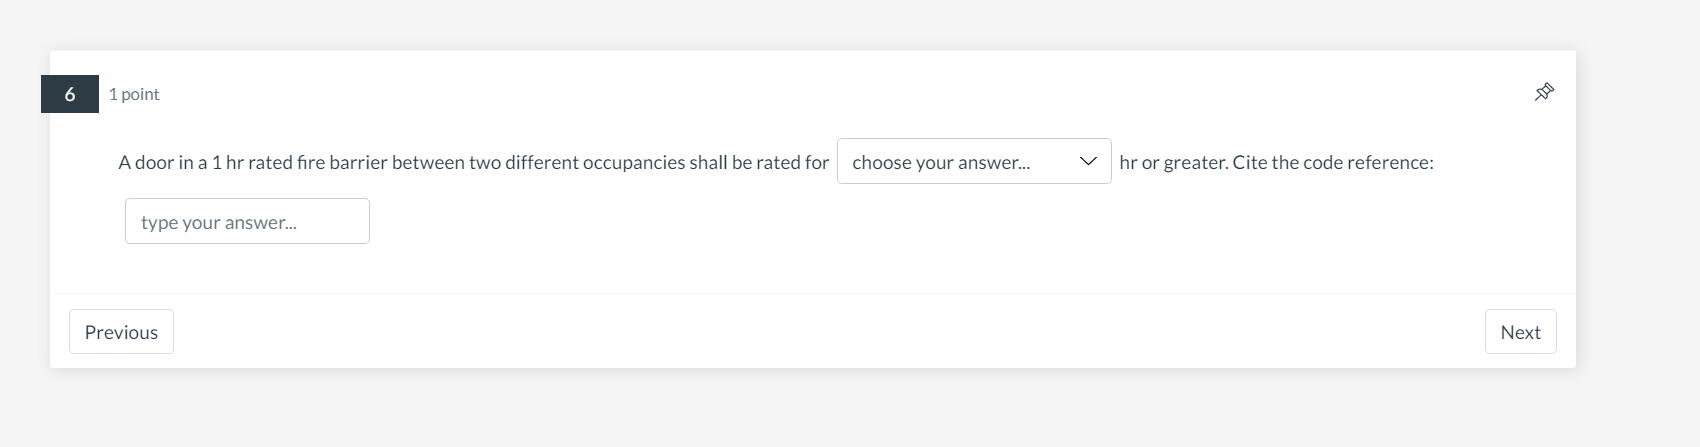 6 1 point
A door in a 1 hr rated fire barrier between two different occupancies shall be rated for choose your answer... hr or greater. Cite the code reference:
type your answer...
Previous Next